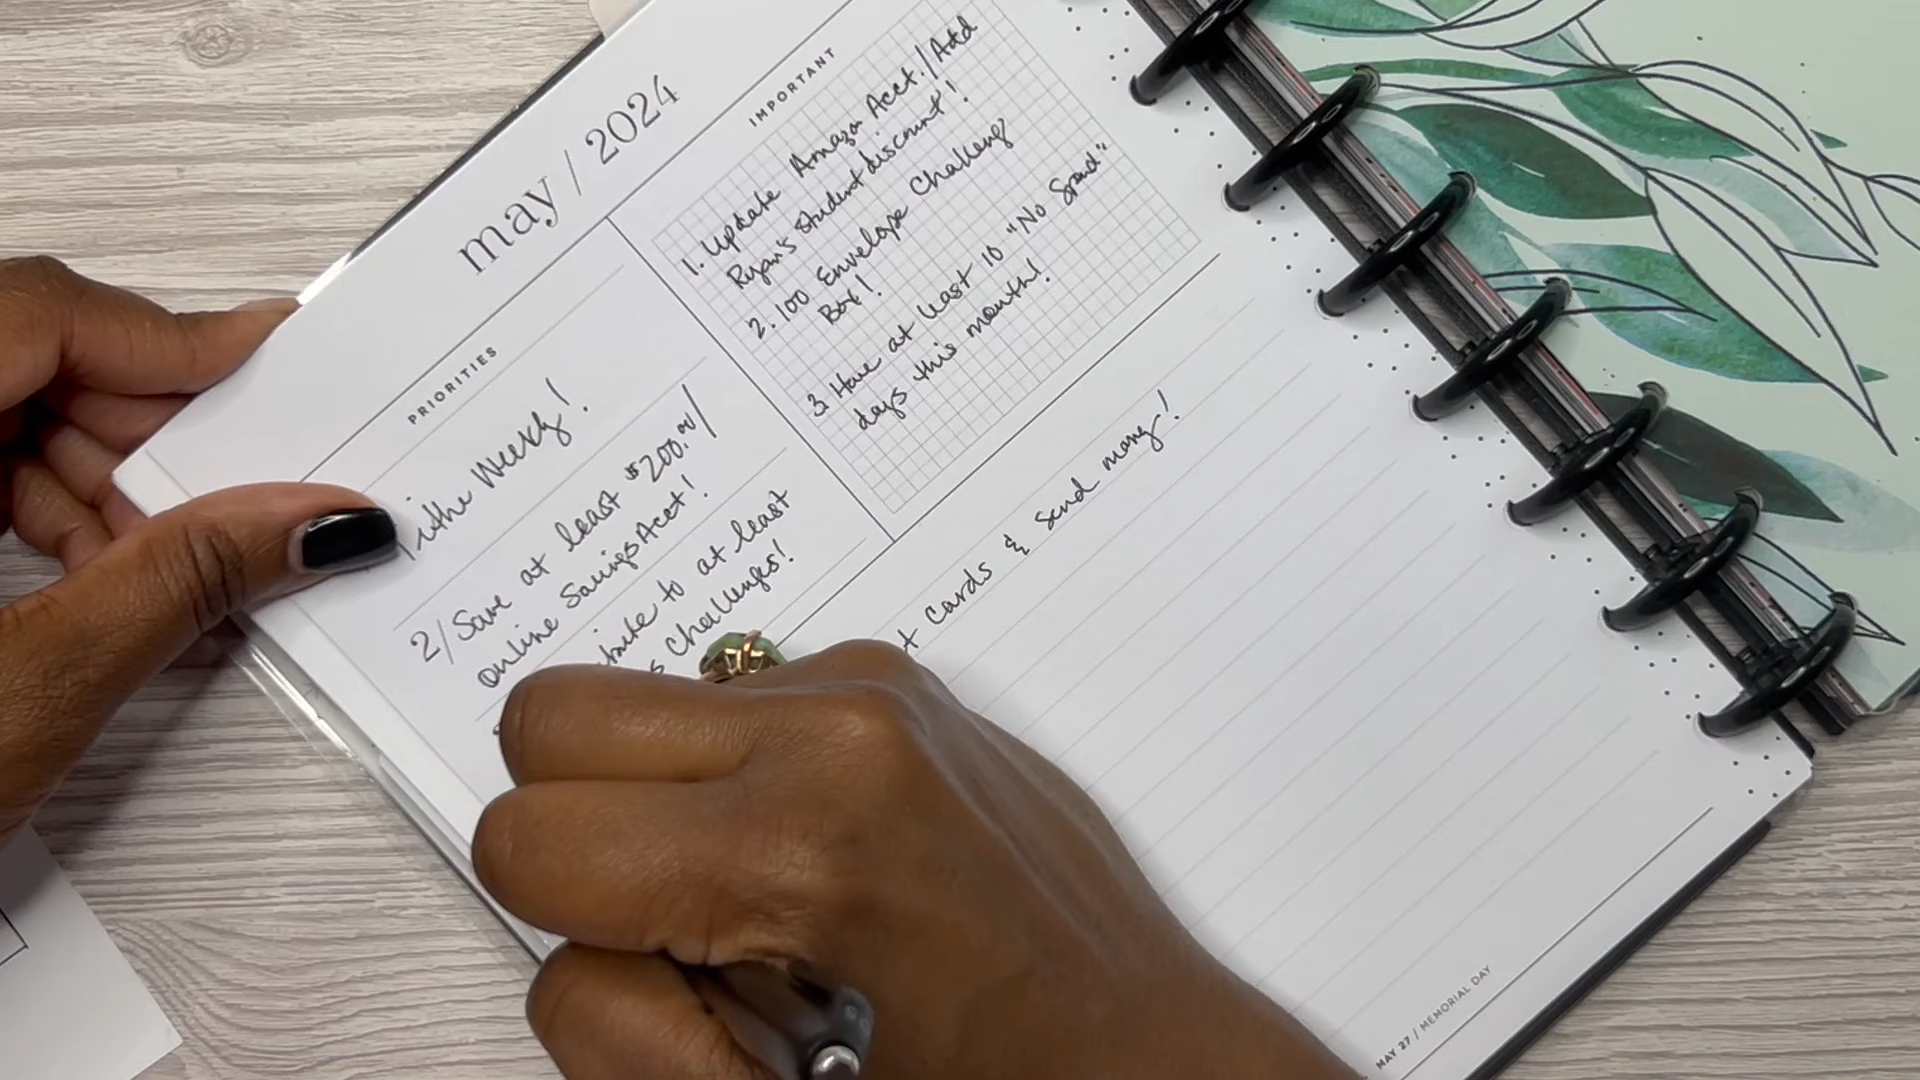 may / 2024
PRIORITIES
Tithe Weekly!
2/ Save at least $200.00/
online Savings Acct!
to at least
Challenges!
IMPORTANT
1. Update Amazon Acct. / Add
Ryan's student discount!
2. 100 Envelope Challeng
Box!
3. Have at least 10 "No Spend"
days this month!
Cards & send money!
MAY 27 / MEMORIAL DAY